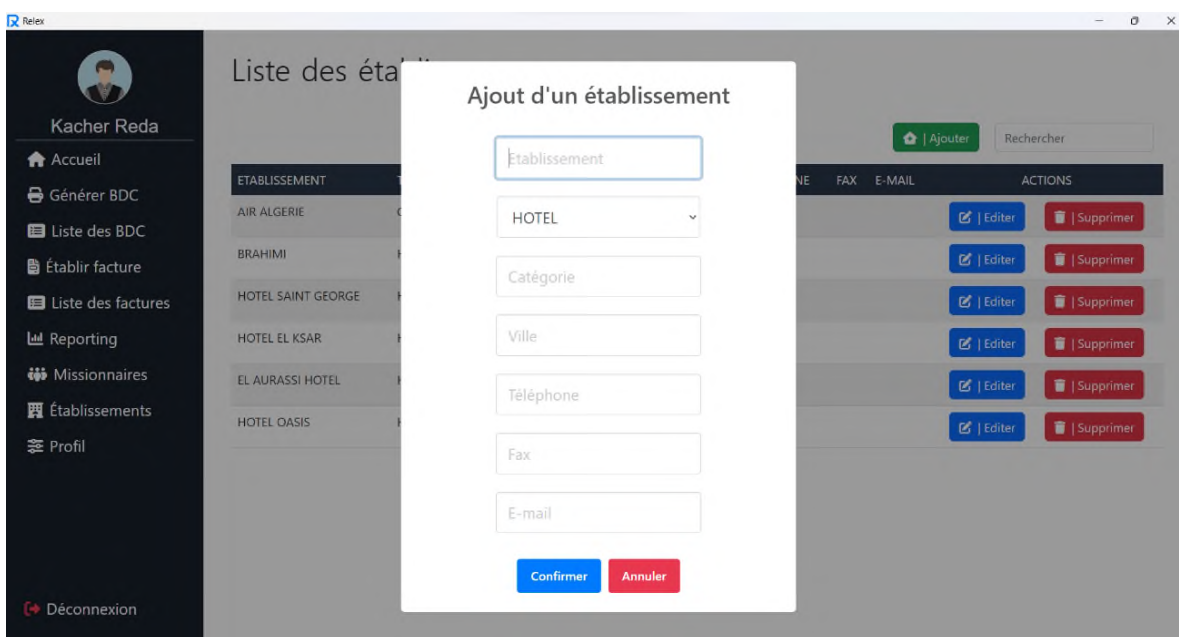 Relex
Kacher Reda
Accueil
Générer BDC
Liste des BDC
Établir facture
Liste des factures
Reporting
Missionnaires
Établissements
Profil
Déconnexion
Liste des éta
| Ajouter
Rechercher
ETABLISSEMENT FAX E-MAIL ACTIONS
AIR ALGERIE | Editer | Supprimer
BRAHIMI | Editer | Supprimer
HOTEL SAINT GEORGE | Editer | Supprimer
HOTEL EL KSAR | Editer | Supprimer
EL AURASSI HOTEL | Editer | Supprimer
HOTEL OASIS | Editer | Supprimer
Ajout d'un établissement
Etablissement
HOTEL
Catégorie
Ville
Téléphone
Fax
E-mail
Confirmer Annuler